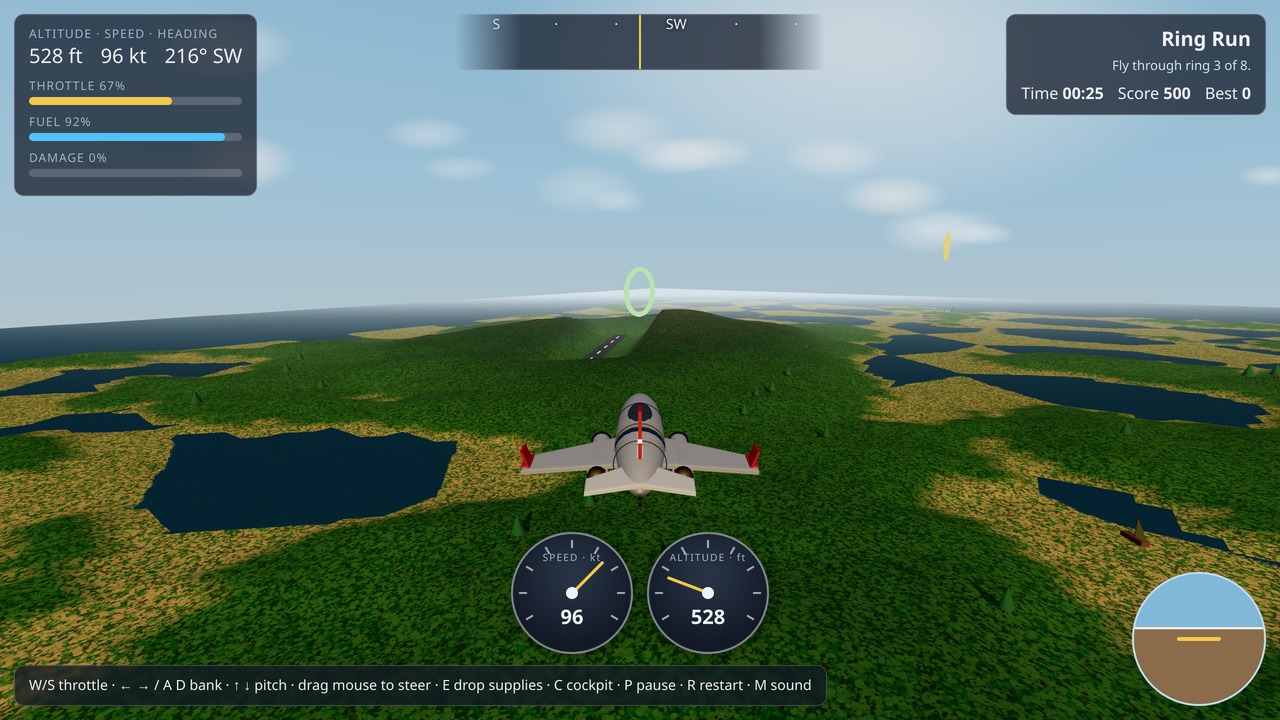 ALTITUDE · SPEED · HEADING
528 ft 96 kt 216° SW
THROTTLE 67%
FUEL 92%
DAMAGE 0%
S · · SW · ·
Ring Run
Fly through ring 3 of 8.
Time 00:25 Score 500 Best 0
SPEED · kt
96
ALTITUDE · ft
528
W/S throttle · ← → / A D bank · ↑ ↓ pitch · drag mouse to steer · E drop supplies · C cockpit · P pause · R restart · M sound